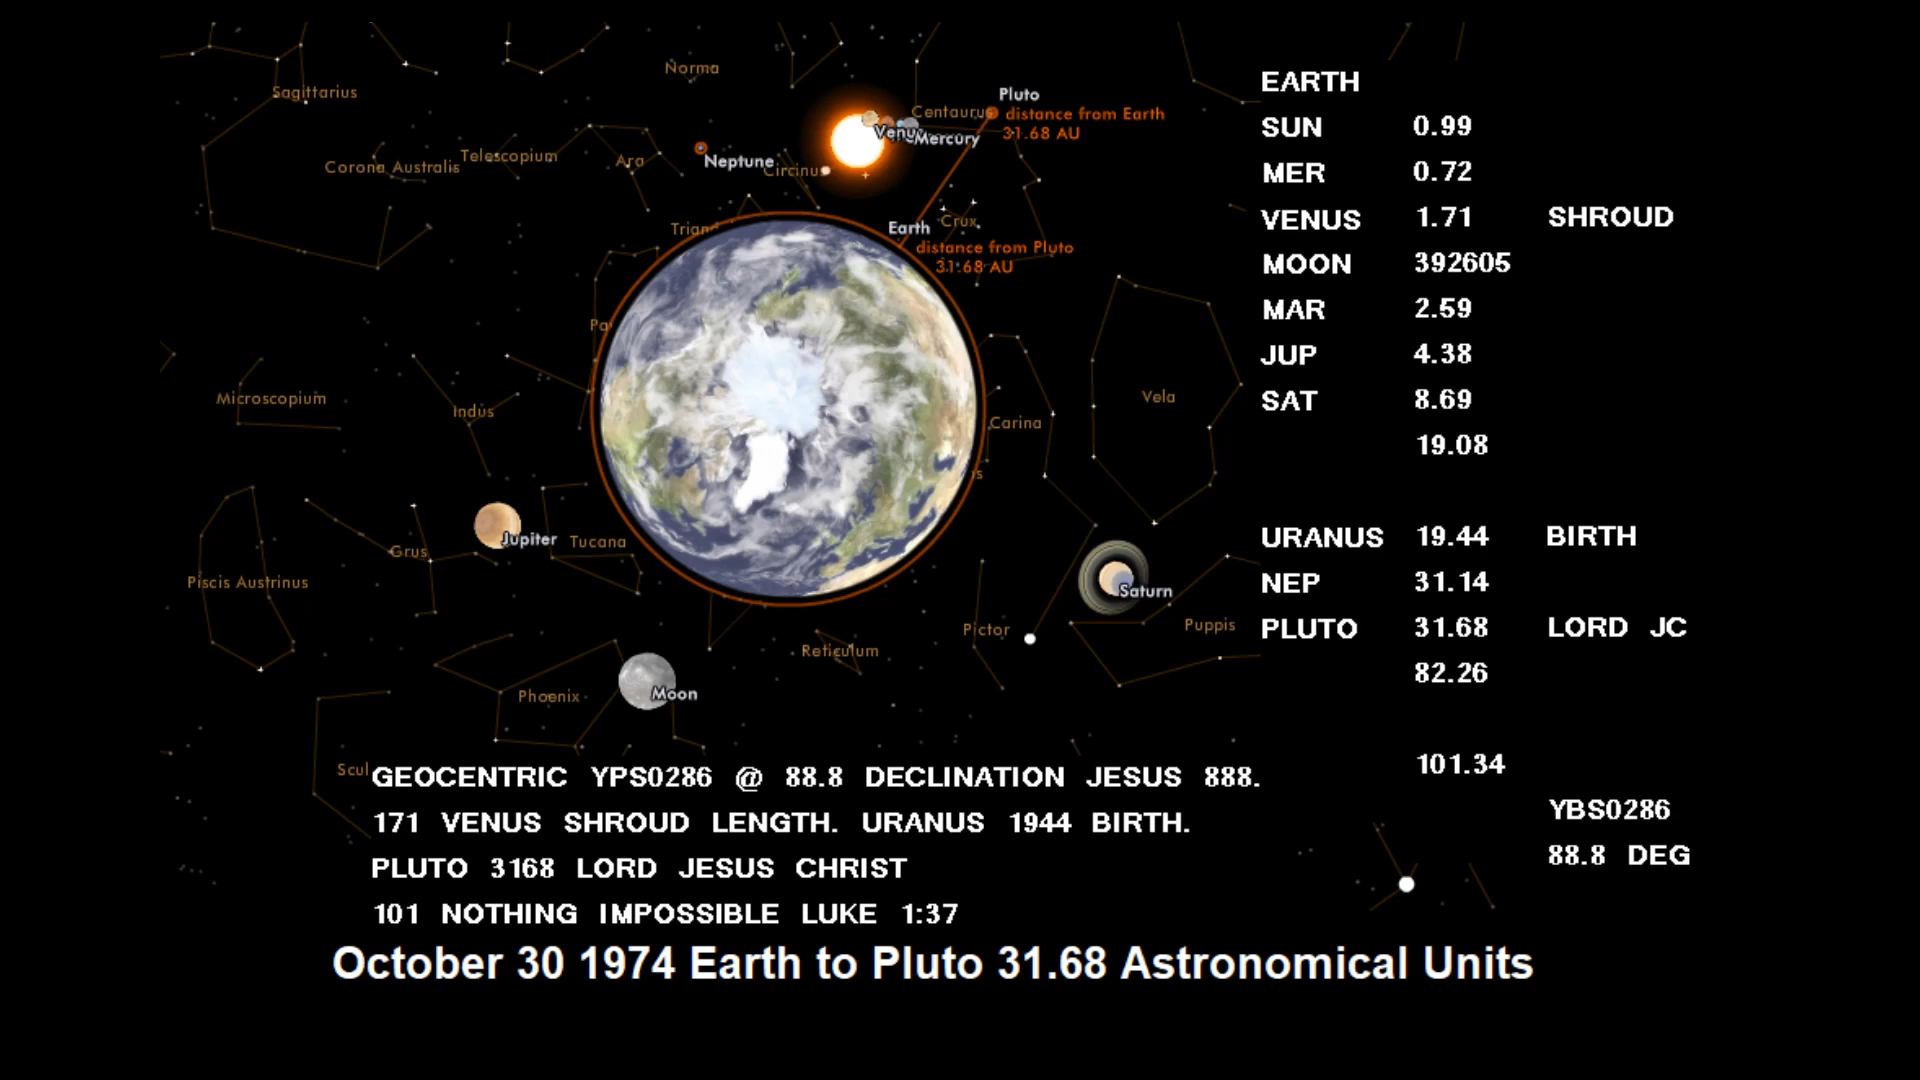 Norma
Sagittarius
Pluto
Centaurus
distance from Earth
31.68 AU
Venus
Mercury
Telescopium
Corona Australis
Ara
Neptune
Circinus
Earth
Crux
distance from Pluto
31.68 AU
Microscopium
Indus
Vela
Carina
Jupiter
Tucana
Grus
Piscis Austrinus
Saturn
Pictor
Puppis
Reticulum
Phoenix
Moon
EARTH
SUN 0.99
MER 0.72
VENUS 1.71 SHROUD
MOON 392605
MAR 2.59
JUP 4.38
SAT 8.69
19.08
URANUS 19.44 BIRTH
NEP 31.14
PLUTO 31.68 LORD JC
82.26
101.34
YBS0286
88.8 DEG
Scul
GEOCENTRIC YPS0286 @ 88.8 DECLINATION JESUS 888.
171 VENUS SHROUD LENGTH. URANUS 1944 BIRTH.
PLUTO 3168 LORD JESUS CHRIST
101 NOTHING IMPOSSIBLE LUKE 1:37
October 30 1974 Earth to Pluto 31.68 Astronomical Units